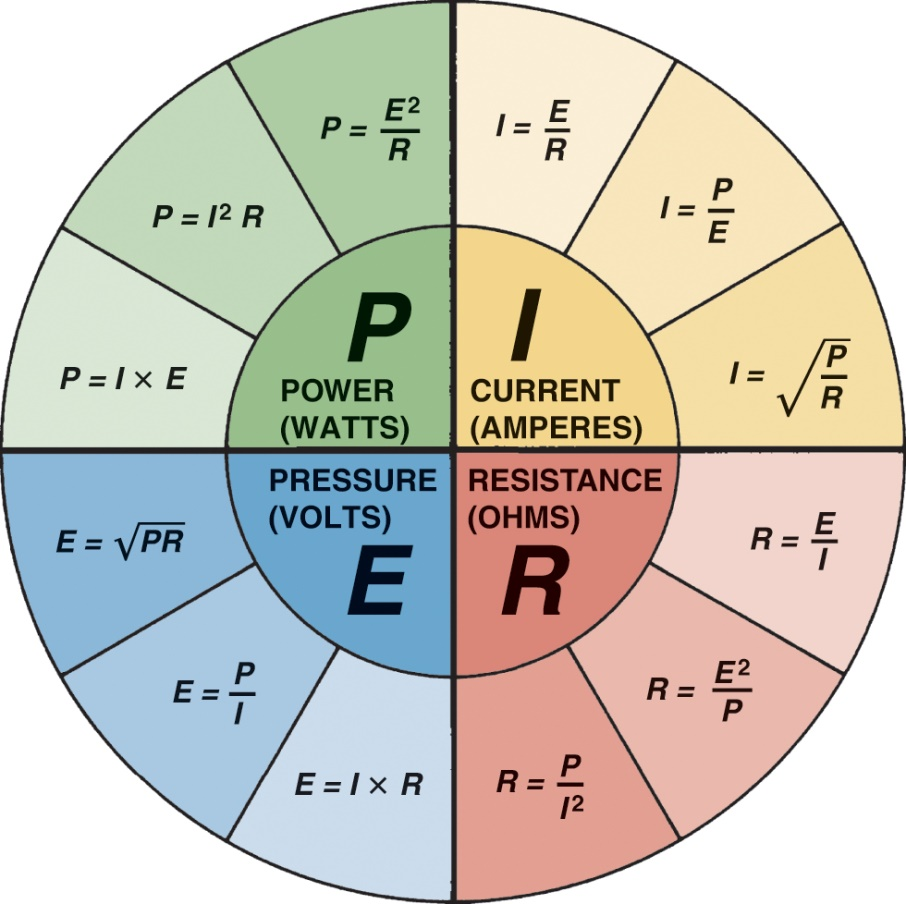 P = E²/R
I = E/R
P = I² R
I = P/E
P = I × E
I = √(P/R)
P
POWER
(WATTS)
I
CURRENT
(AMPERES)
PRESSURE
(VOLTS)
E
RESISTANCE
(OHMS)
R
E = √PR
R = E/I
E = P/I
R = E²/P
E = I × R
R = P/I²